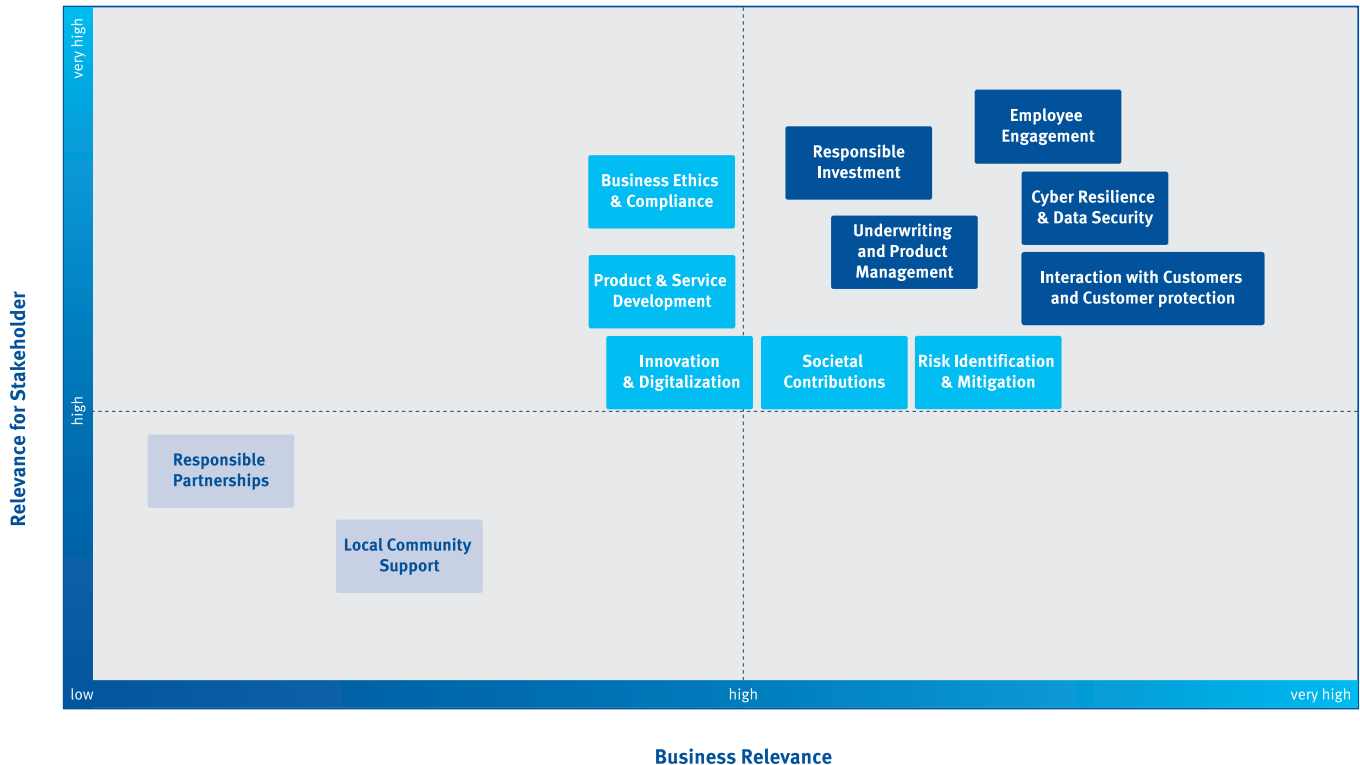 very high
Employee
Engagement
Responsible
Investment
Business Ethics
& Compliance
Cyber Resilience
& Data Security
Underwriting
and Product
Management
Product & Service
Development
Interaction with Customers
and Customer protection
Innovation
& Digitalization
Societal
Contributions
Risk Identification
& Mitigation
Relevance for Stakeholder
high
Responsible
Partnerships
Local Community
Support
low
high
very high
Business Relevance